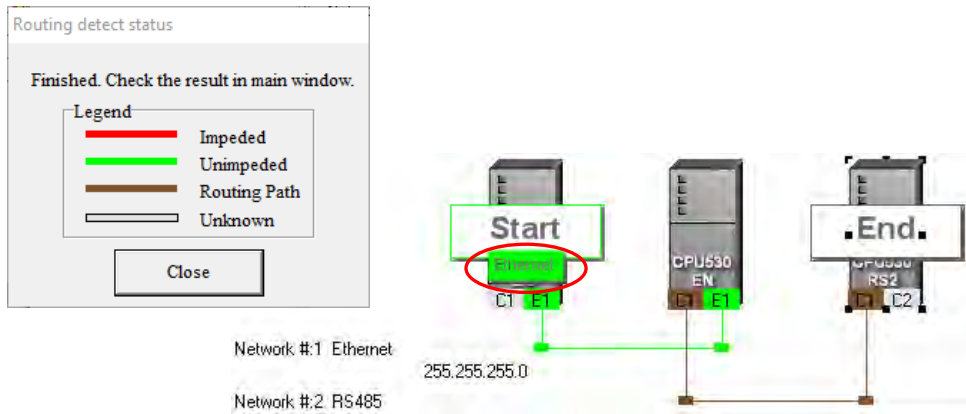 Routing detect status
Finished. Check the result in main window.
Legend
Impeded
Unimpeded
Routing Path
Unknown
Close
Start
Ethernet
C1 E1
CPU530
EN
C1 E1
End
CPU530
RS2
C1 C2
Network #:1 Ethernet
255.255.255.0
Network #:2 RS485